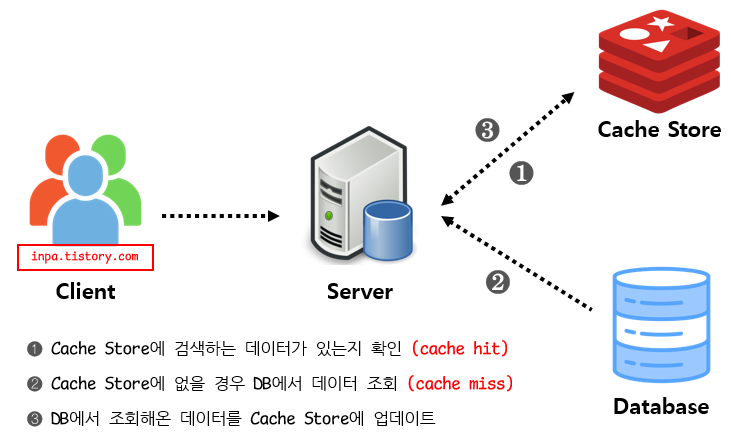 Cache Store
❸
❶
inpa.tistory.com
Client
Server
❷
Database
❶ Cache Store에 검색하는 데이터가 있는지 확인 (cache hit)
❷ Cache Store에 없을 경우 DB에서 데이터 조회 (cache miss)
❸ DB에서 조회해온 데이터를 Cache Store에 업데이트